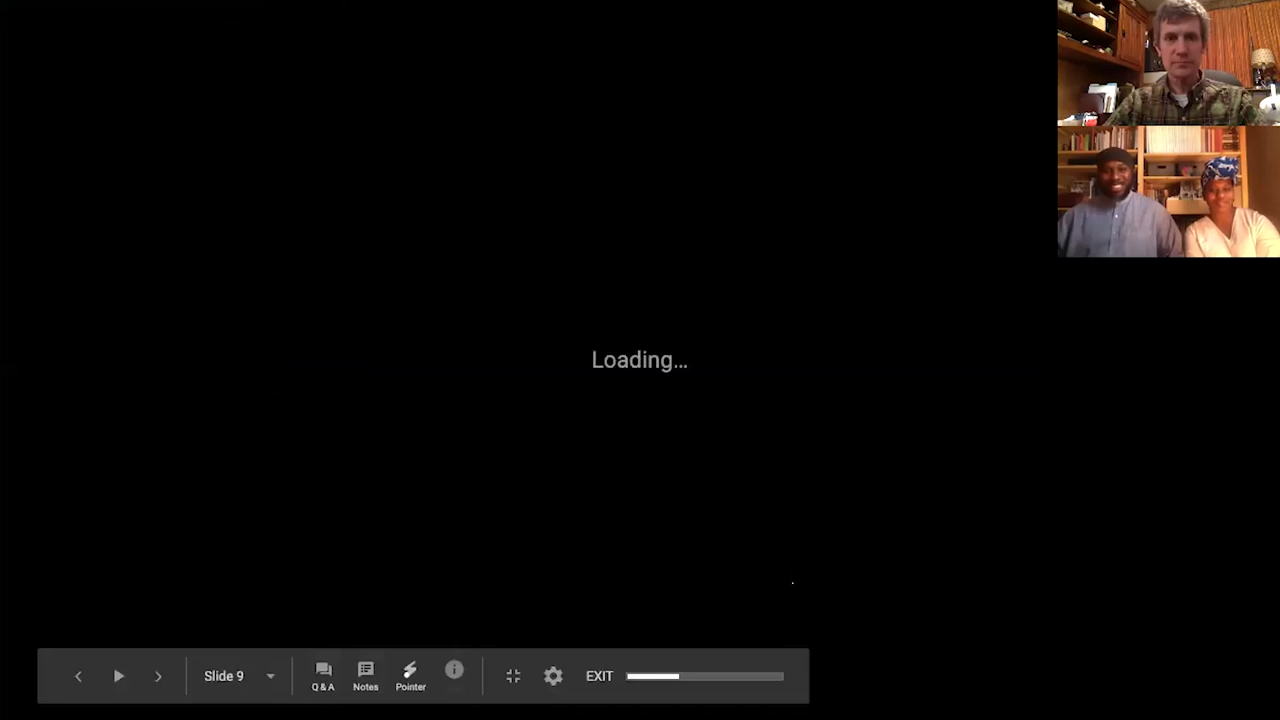 Loading...
Slide 9
Q & A
Notes
Pointer
EXIT